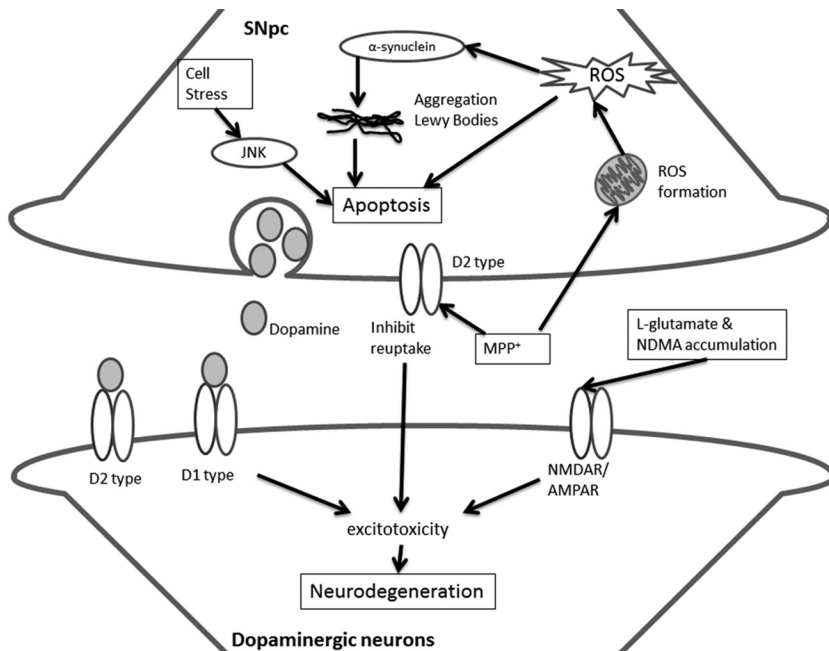 SNpc
α-synuclein
ROS
Cell
Stress
Aggregation
Lewy Bodies
JNK
ROS
formation
Apoptosis
D2 type
Dopamine
Inhibit
reuptake
MPP⁺
L-glutamate &
NDMA accumulation
D2 type
D1 type
NMDAR/
AMPAR
excitotoxicity
Neurodegeneration
Dopaminergic neurons